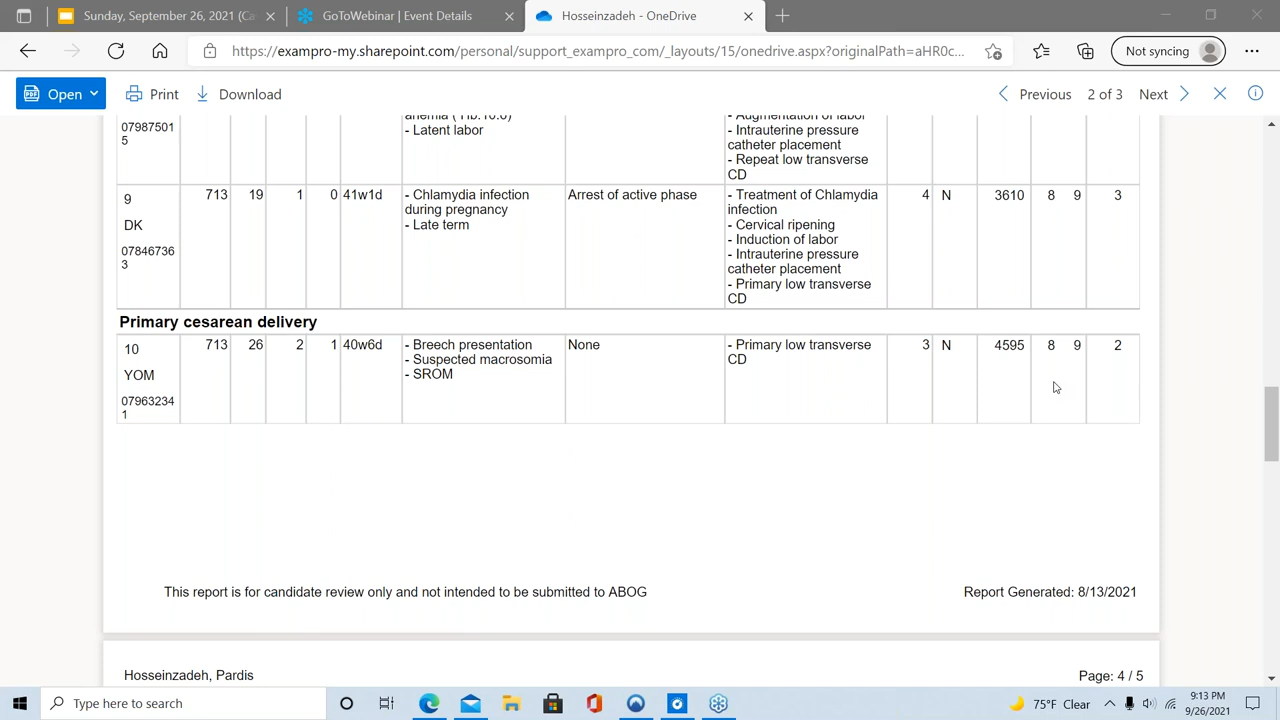 Sunday, September 26, 2021 (Ca
GoToWebinar | Event Details
Hosseinzadeh - OneDrive
https://exampro-my.sharepoint.com/personal/support_exampro_com/_layouts/15/onedrive.aspx?originalPath=aHR0c...
Not syncing
Open
Print
Download
Previous
2 of 3
Next
anemia ( Hb:10.6)
- Augmentation of labor
07987501
5
- Latent labor
- Intrauterine pressure
catheter placement
- Repeat low transverse
CD
9
DK
07846736
3
713
19
1
0
41w1d
- Chlamydia infection
during pregnancy
- Late term
Arrest of active phase
- Treatment of Chlamydia
infection
- Cervical ripening
- Induction of labor
- Intrauterine pressure
catheter placement
- Primary low transverse
CD
4
N
3610
8
9
3
Primary cesarean delivery
10
YOM
07963234
1
713
26
2
1
40w6d
- Breech presentation
- Suspected macrosomia
- SROM
None
- Primary low transverse
CD
3
N
4595
8
9
2
This report is for candidate review only and not intended to be submitted to ABOG
Report Generated: 8/13/2021
Hosseinzadeh, Pardis
Page: 4 / 5
Type here to search
75°F Clear
9:13 PM
9/26/2021